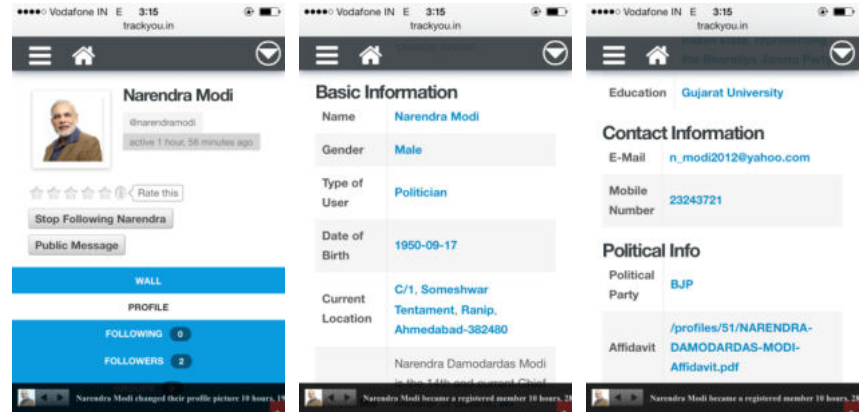 Vodafone IN E 3:15
trackyou.in
Narendra Modi
@narendramodi
active 1 hour, 56 minutes ago
Rate this
Stop Following Narendra
Public Message
WALL
PROFILE
FOLLOWING 0
FOLLOWERS 2
Narendra Modi changed their profile picture 10 hours, 19
Vodafone IN E 3:15
trackyou.in
Basic Information
Name Narendra Modi
Gender Male
Type of
User
Politician
Date of
Birth
1950-09-17
Current
Location
C/1, Someshwar
Tentament, Ranip,
Ahmedabad-382480
Narendra Damodardas Modi
is the 14th and current Chief
Narendra Modi became a registered member 10 hours, 28
Vodafone IN E 3:15
trackyou.in
the Bharatiya Janata Part
Education Gujarat University
Contact Information
E-Mail n_modi2012@yahoo.com
Mobile
Number
23243721
Political Info
Political
Party
BJP
Affidavit
/profiles/51/NARENDRA-
DAMODARDAS-MODI-
Affidavit.pdf
Narendra Modi became a registered member 10 hours, 28